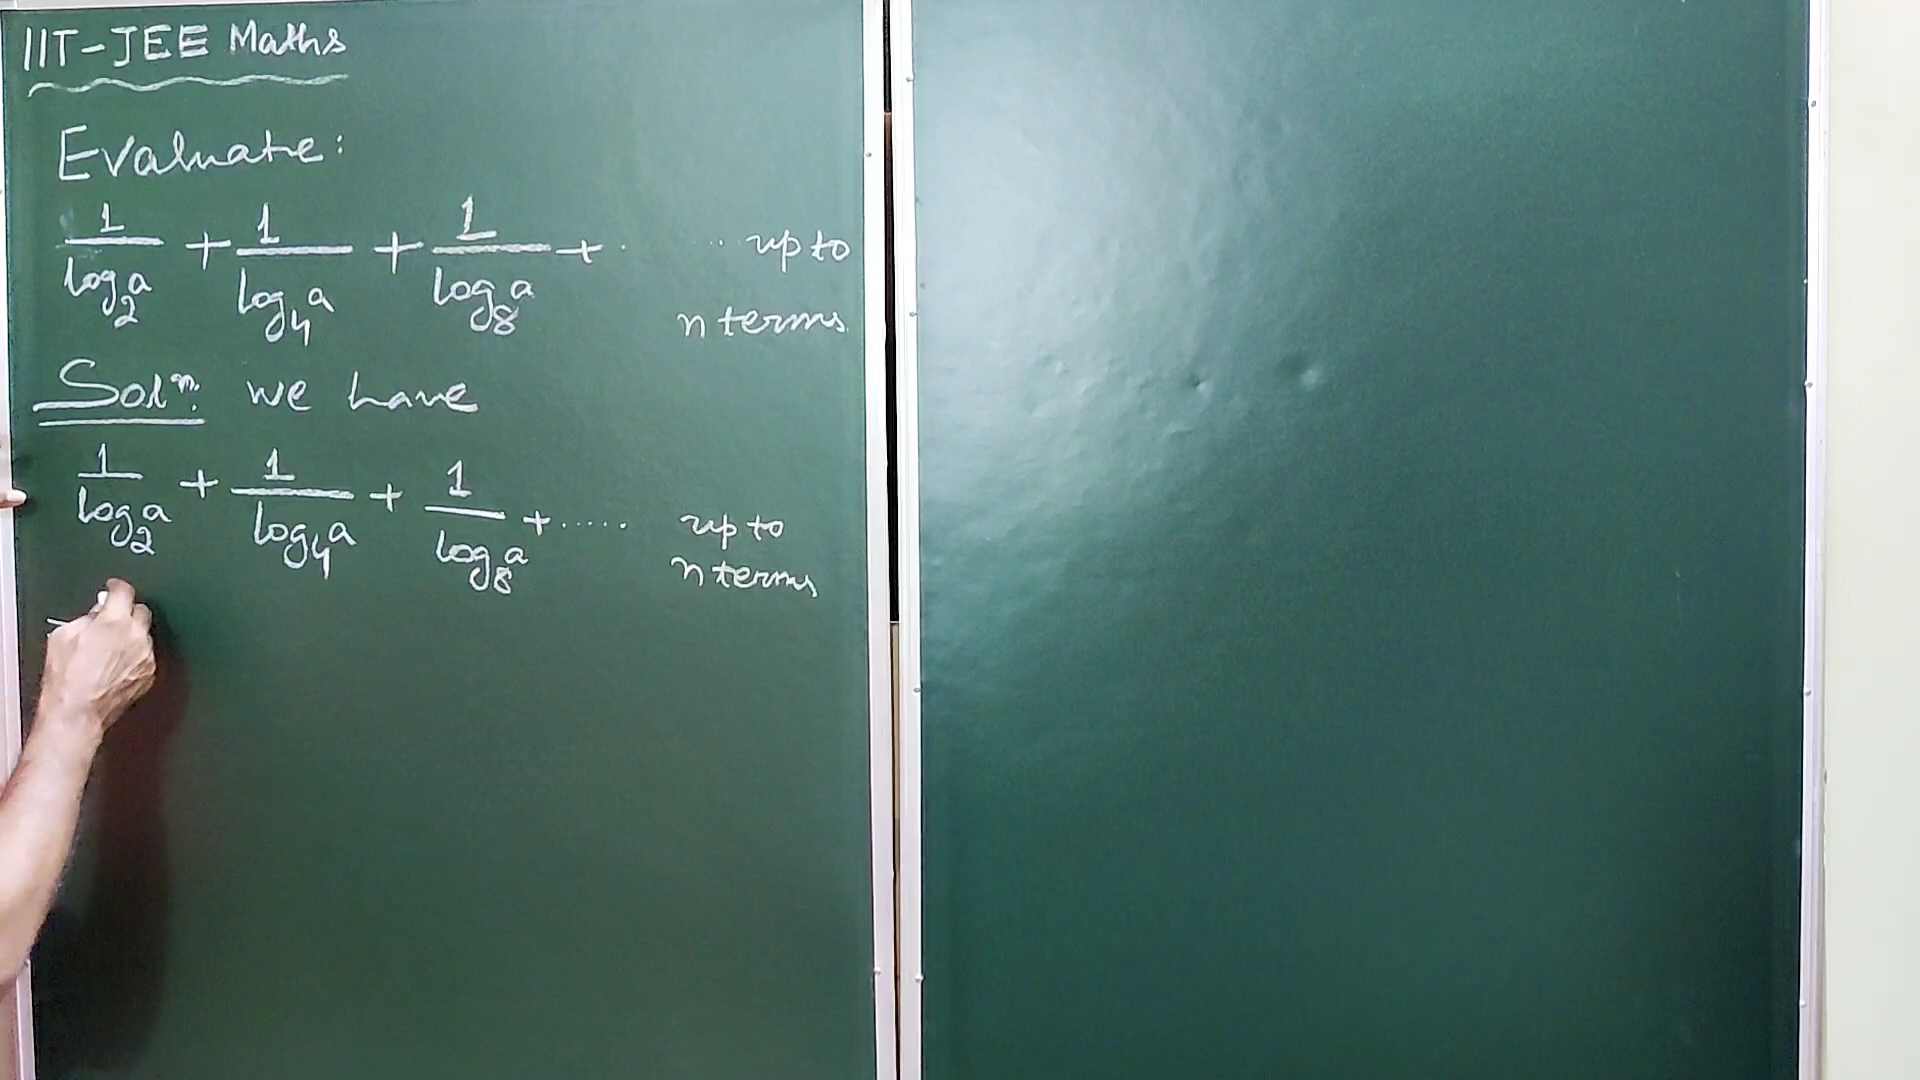 IIT-JEE Maths
Evaluate:
1/log₂a + 1/log₄a + 1/log₈a + · ·· up to
n terms.
Solⁿ: we have
1/log₂a + 1/log₄a + 1/log₈a + ..... up to
n terms